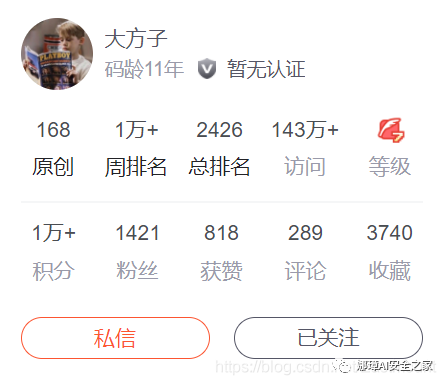 PLAYBOY
大方子
码龄11年 暂无认证
168 1万+ 2426 143万+
原创 周排名 总排名 访问 等级
1万+ 1421 818 289 3740
积分 粉丝 获赞 评论 收藏
私信 已关注
https://blog.csdn
娜璋AI安全之家